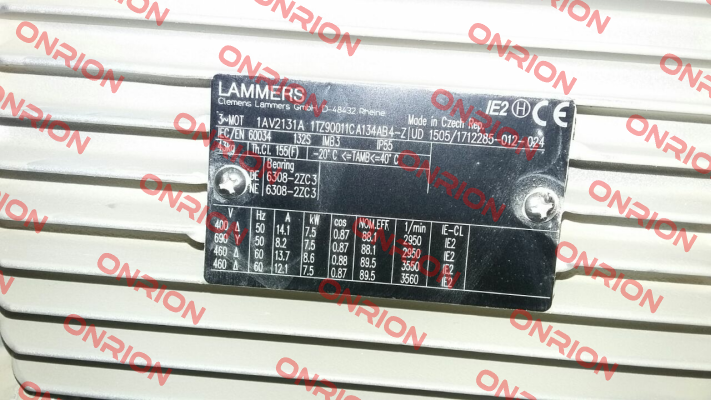 LAMMERS
Clemens Lammers GmbH, D-48432 Rheine
IE2 H CE
Made in Czech Rep.
3~MOT 1AV2131A 1TZ90011CA134AB4-Z UD 1505/1712285-012-024
IEC/EN 60034 132S IMB3 IP55
43kg Th.CL 155(F) -20°C <=TAMB<=40°C
Bearing
DE 6308-2ZC3
NE 6308-2ZC3
V Hz A kW cos NOM.EFF 1/min IE-CL
400 Δ 50 14.1 7.5 0.87 88.1 2950 IE2
690 50 8.2 7.5 0.87 88.1 2950 IE2
460 Δ 60 13.7 8.6 0.88 89.5 3550 IE2
460 Δ 60 12.1 7.5 0.87 89.5 3560 IE2
ONRION